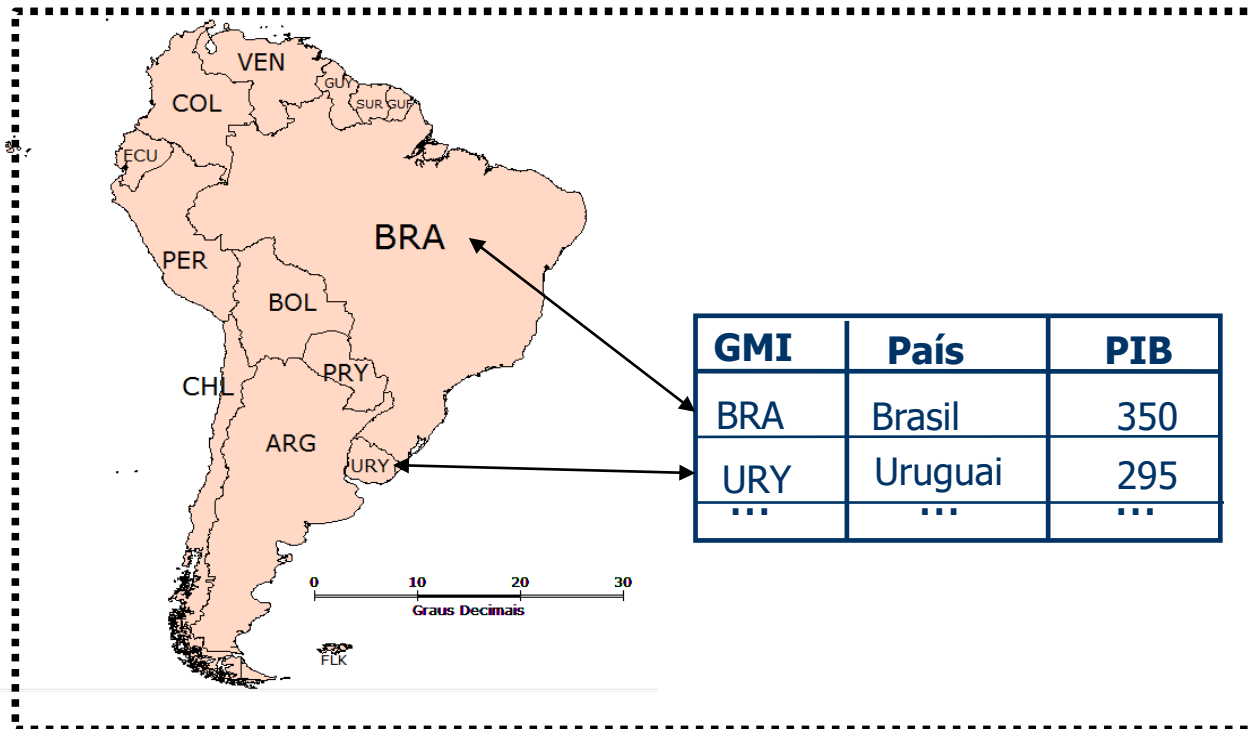 VEN
GUY
COL
SUR GUF
ECU
BRA
PER
BOL
PRY
CHL
ARG
URY
0 10 20 30
Graus Decimais
FLK
GMI País PIB
BRA Brasil 350
URY Uruguai 295
... ... ...